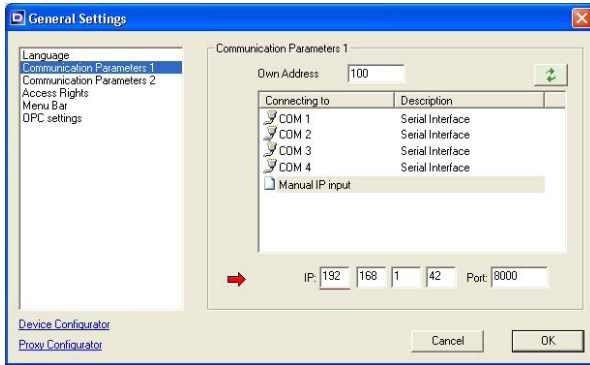 General Settings
Language
Communication Parameters 1
Communication Parameters 2
Access Rights
Menu Bar
OPC settings
Communication Parameters 1
Own Address 100
Connecting to Description
COM 1 Serial Interface
COM 2 Serial Interface
COM 3 Serial Interface
COM 4 Serial Interface
Manual IP input
IP: 192 168 1 42 Port: 8000
Device Configurator
Proxy Configurator
Cancel OK